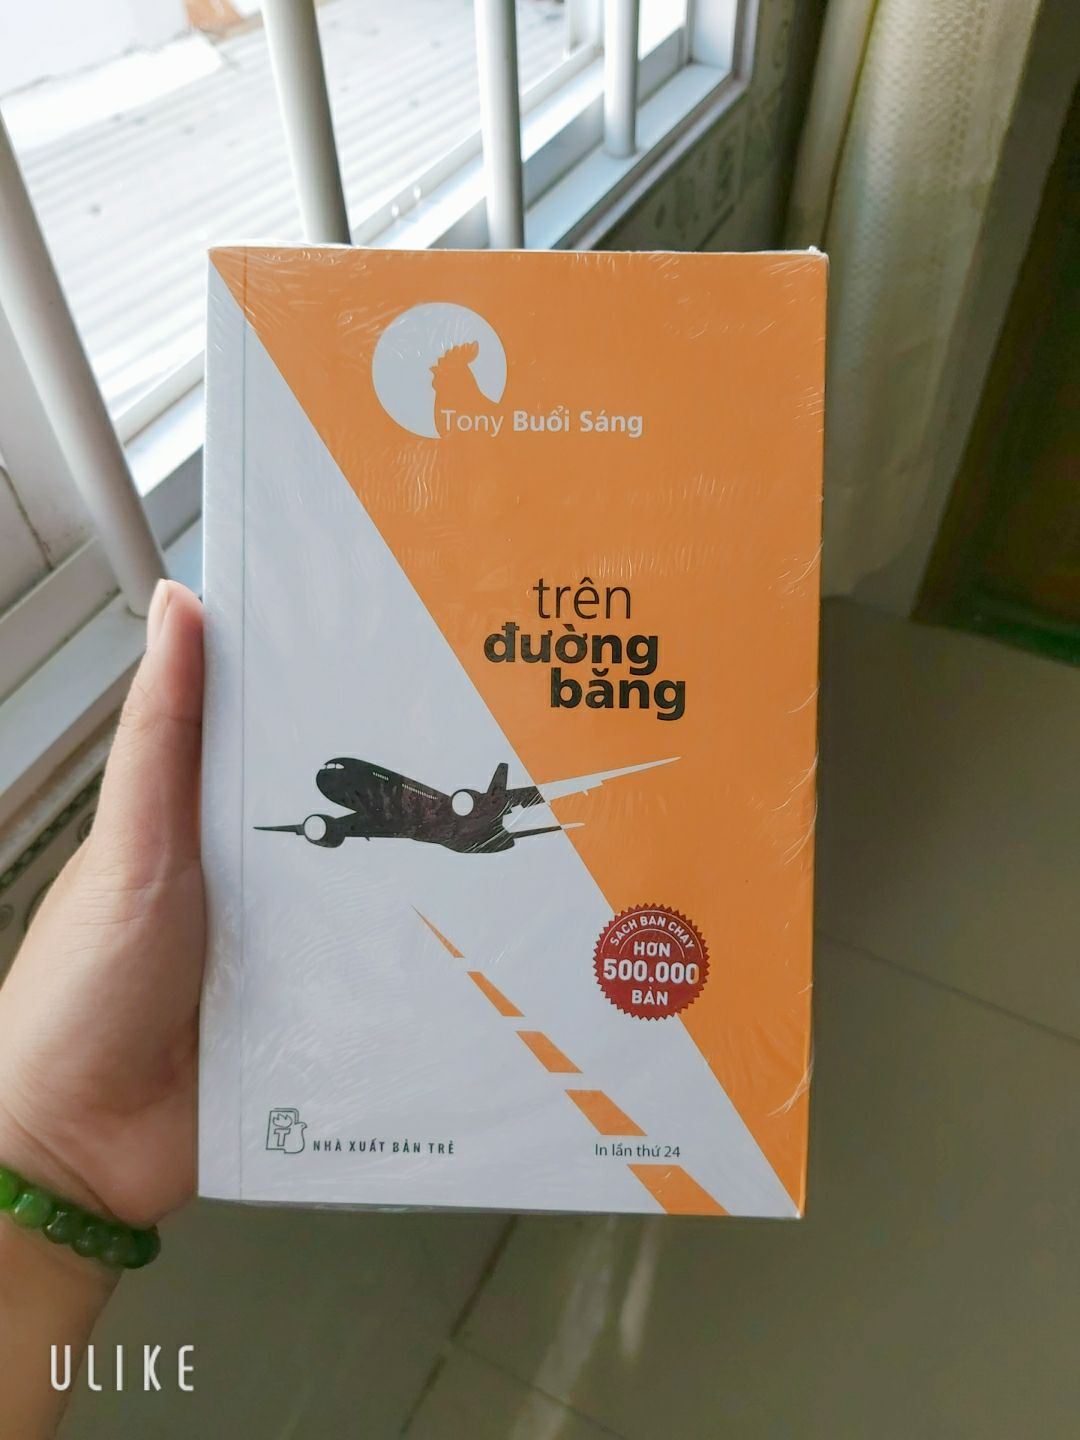 Tony Buổi Sáng
trên
đường
băng
SÁCH BÁN CHẠY
HƠN
500.000
BẢN
T
NHÀ XUẤT BẢN TRẺ
In lần thứ 24
ULIKE